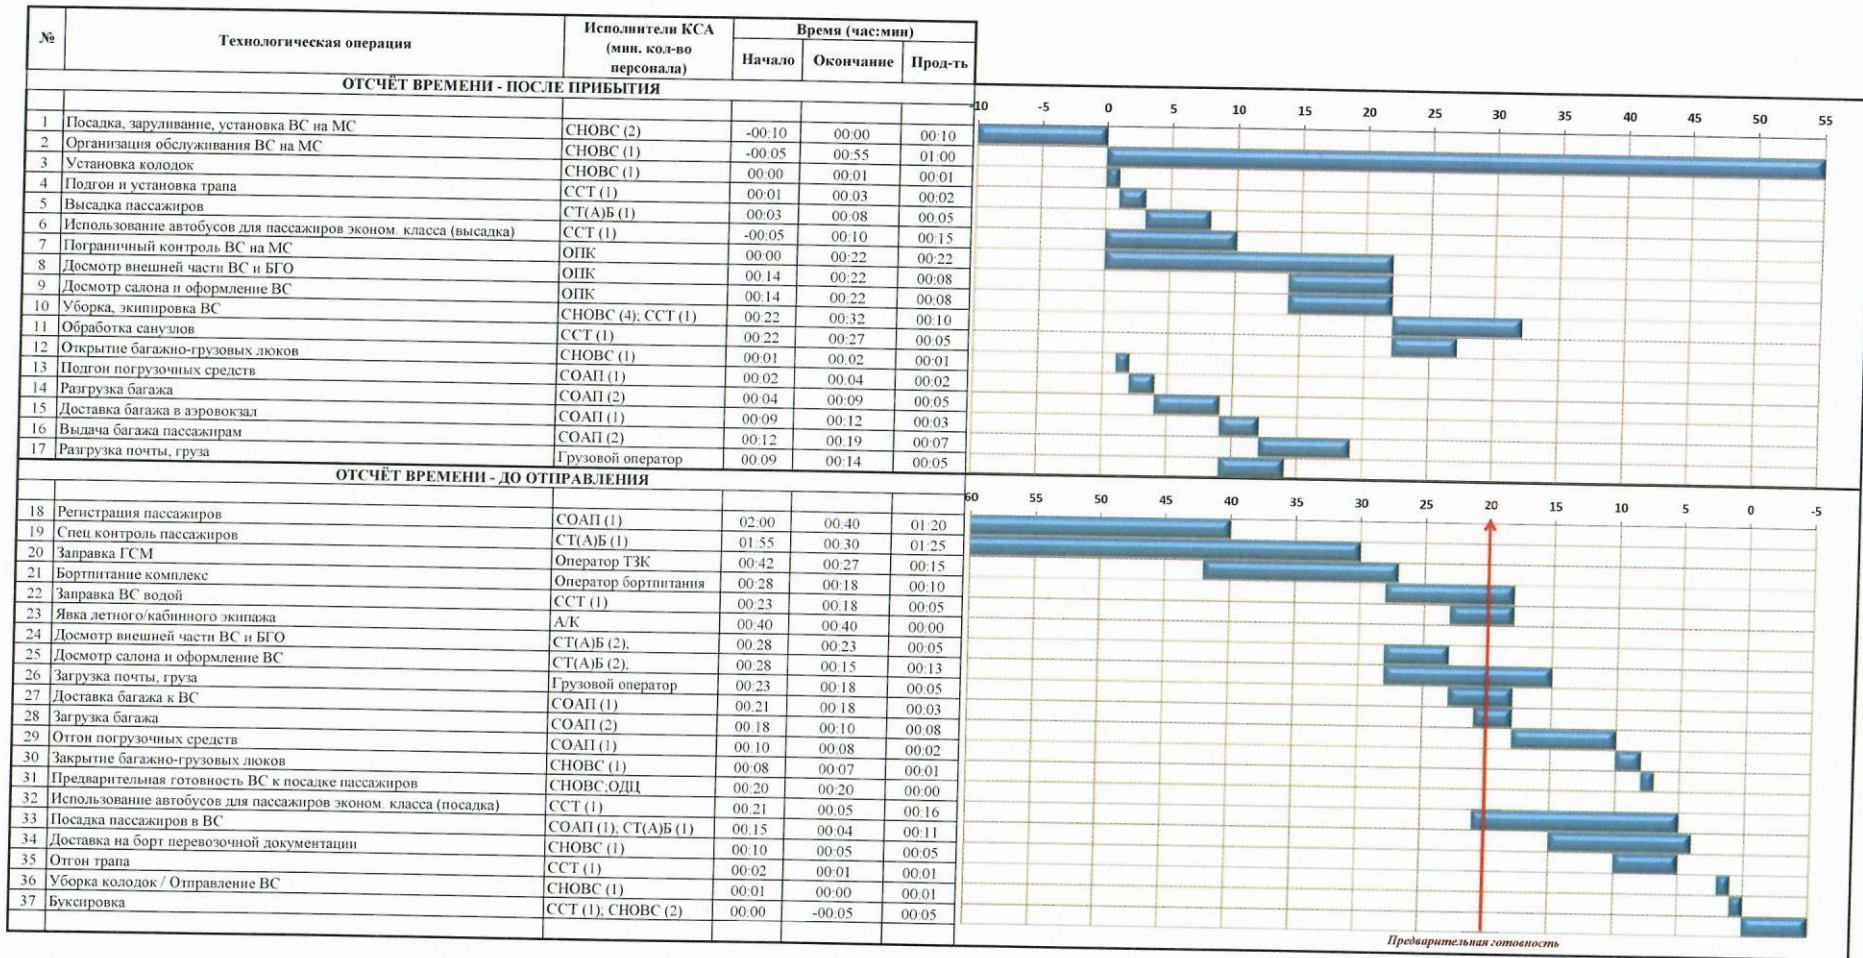 № Технологическая операция Исполнители КСА (мин. кол-во персонала) Время (час:мин)
Начало Окончание Прод-ть
ОТСЧЁТ ВРЕМЕНИ - ПОСЛЕ ПРИБЫТИЯ
-10 -5 0 5 10 15 20 25 30 35 40 45 50 55
1 Посадка, заруливание, установка ВС на МС СНОВС (2) -00:10 00:00 00:10
2 Организация обслуживания ВС на МС СНОВС (1) -00:05 00:55 01:00
3 Установка колодок СНОВС (1) 00:00 00:01 00:01
4 Подгон и установка трапа ССТ (1) 00:01 00:03 00:02
5 Высадка пассажиров СТ(А)Б (1) 00:03 00:08 00:05
6 Использование автобусов для пассажиров эконом. класса (высадка) ССТ (1) -00:05 00:10 00:15
7 Пограничный контроль ВС на МС ОПК 00:00 00:22 00:22
8 Досмотр внешней части ВС и БГО ОПК 00:14 00:22 00:08
9 Досмотр салона и оформление ВС ОПК 00:14 00:22 00:08
10 Уборка, экипировка ВС СНОВС (4); ССТ (1) 00:22 00:32 00:10
11 Обработка санузлов ССТ (1) 00:22 00:27 00:05
12 Открытие багажно-грузовых люков СНОВС (1) 00:01 00:02 00:01
13 Подгон погрузочных средств СОАП (1) 00:02 00:04 00:02
14 Разгрузка багажа СОАП (2) 00:04 00:09 00:05
15 Доставка багажа в аэровокзал СОАП (1) 00:09 00:12 00:03
16 Выдача багажа пассажирам СОАП (2) 00:12 00:19 00:07
17 Разгрузка почты, груза Грузовой оператор 00:09 00:14 00:05
ОТСЧЁТ ВРЕМЕНИ - ДО ОТПРАВЛЕНИЯ
60 55 50 45 40 35 30 25 20 15 10 5 0 -5
18 Регистрация пассажиров СОАП (1) 02:00 00:40 01:20
19 Спец.контроль пассажиров СТ(А)Б (1) 01:55 00:30 01:25
20 Заправка ГСМ Оператор ТЗК 00:42 00:27 00:15
21 Бортпитание комплекс Оператор бортпитания 00:28 00:18 00:10
22 Заправка ВС водой ССТ (1) 00:23 00:18 00:05
23 Явка летного/кабинного экипажа А/К 00:40 00:40 00:00
24 Досмотр внешней части ВС и БГО СТ(А)Б (2), 00:28 00:23 00:05
25 Досмотр салона и оформление ВС СТ(А)Б (2), 00:28 00:15 00:13
26 Загрузка почты, груза Грузовой оператор 00:23 00:18 00:05
27 Доставка багажа к ВС СОАП (1) 00:21 00:18 00:03
28 Загрузка багажа СОАП (2) 00:18 00:10 00:08
29 Отгон погрузочных средств СОАП (1) 00:10 00:08 00:02
30 Закрытие багажно-грузовых люков СНОВС (1) 00:08 00:07 00:01
31 Предварительная готовность ВС к посадке пассажиров СНОВС;ОДЦ 00:20 00:20 00:00
32 Использование автобусов для пассажиров эконом. класса (посадка) ССТ (1) 00:21 00:05 00:16
33 Посадка пассажиров в ВС СОАП (1); СТ(А)Б (1) 00:15 00:04 00:11
34 Доставка на борт перевозочной документации СНОВС (1) 00:10 00:05 00:05
35 Отгон трапа ССТ (1) 00:02 00:01 00:01
36 Уборка колодок / Отправление ВС СНОВС (1) 00:01 00:00 00:01
37 Буксировка ССТ (1); СНОВС (2) 00:00 -00:05 00:05
Предварительная готовность